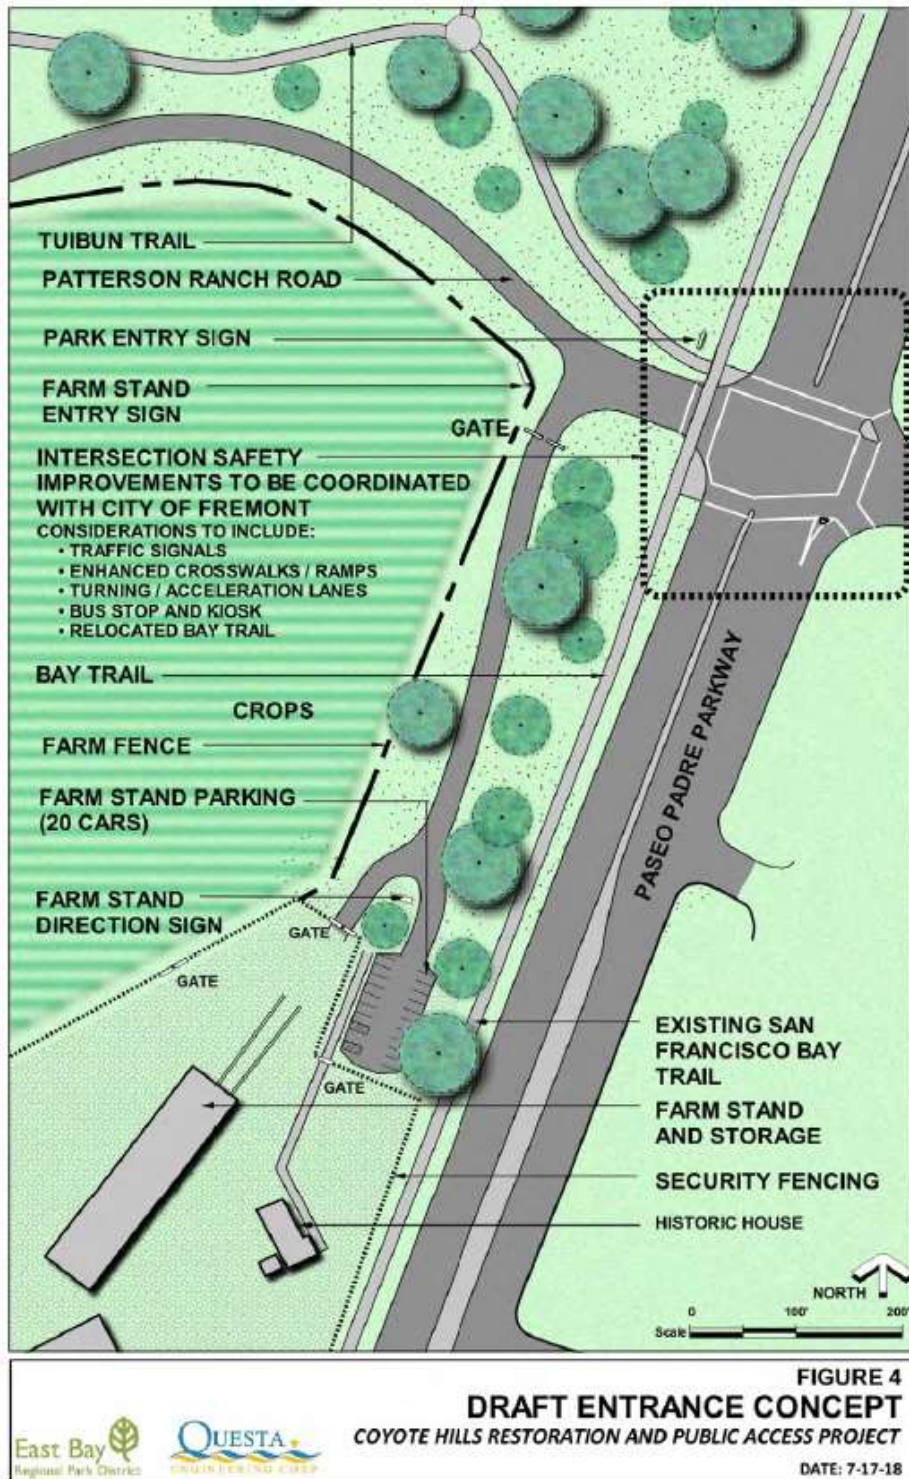 TUIBUN TRAIL
PATTERSON RANCH ROAD
PARK ENTRY SIGN
FARM STAND
ENTRY SIGN
GATE
INTERSECTION SAFETY
IMPROVEMENTS TO BE COORDINATED
WITH CITY OF FREMONT
CONSIDERATIONS TO INCLUDE:
• TRAFFIC SIGNALS
• ENHANCED CROSSWALKS / RAMPS
• TURNING / ACCELERATION LANES
• BUS STOP AND KIOSK
• RELOCATED BAY TRAIL
BAY TRAIL
CROPS
FARM FENCE
PASEO PADRE PARKWAY
FARM STAND PARKING
(20 CARS)
FARM STAND
DIRECTION SIGN
GATE
GATE
GATE
EXISTING SAN
FRANCISCO BAY
TRAIL
FARM STAND
AND STORAGE
SECURITY FENCING
HISTORIC HOUSE
NORTH
0 100' 200'
Scale
FIGURE 4
DRAFT ENTRANCE CONCEPT
COYOTE HILLS RESTORATION AND PUBLIC ACCESS PROJECT
DATE: 7-17-18
East Bay
Regional Park District
QUESTA
ENGINEERING CORP.